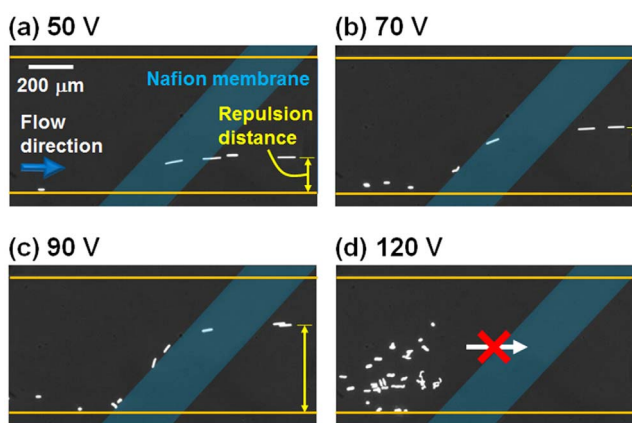 (a) 50 V
200 μm
Nafion membrane
Flow
direction
Repulsion
distance
(b) 70 V
(c) 90 V
(d) 120 V